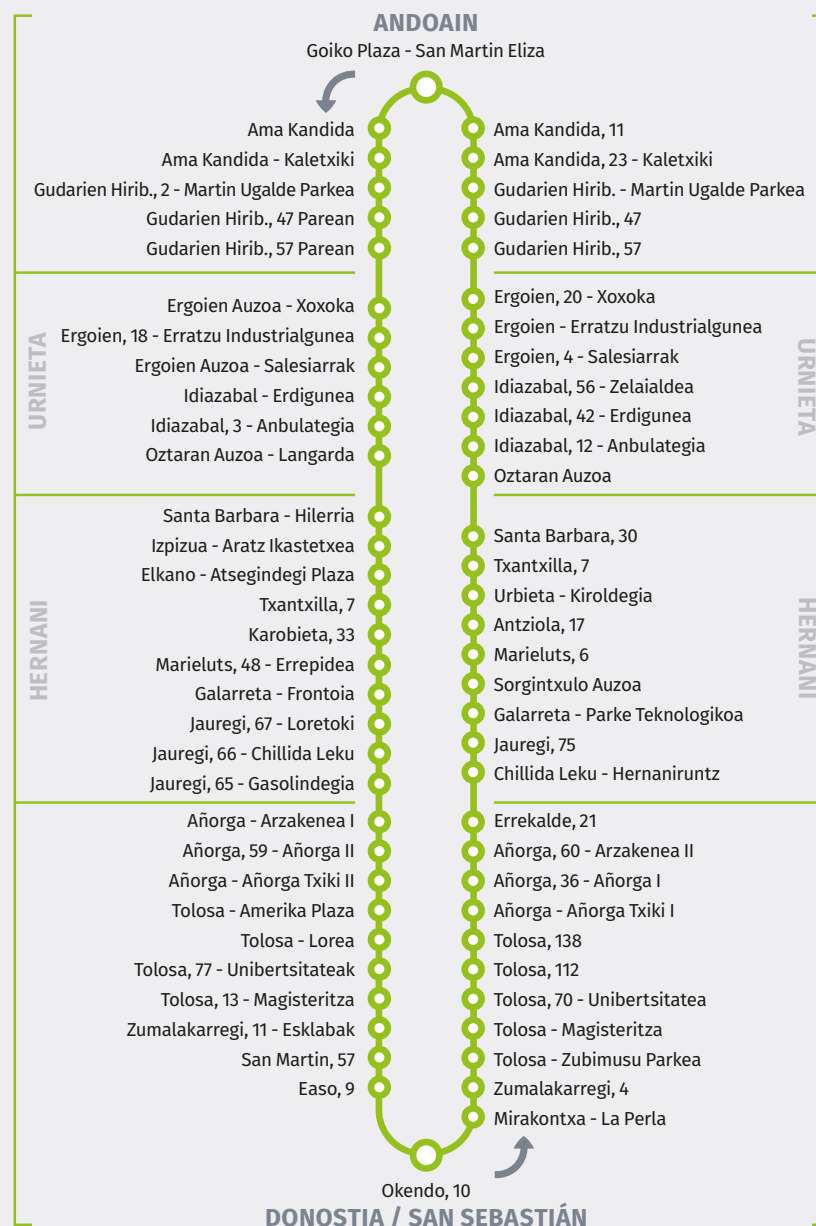 ANDOAIN
Goiko Plaza - San Martin Eliza
Ama Kandida
Ama Kandida - Kaletxiki
Gudarien Hirib., 2 - Martin Ugalde Parkea
Gudarien Hirib., 47 Parean
Gudarien Hirib., 57 Parean
URNIETA
Ergoien Auzoa - Xoxoka
Ergoien, 18 - Erratzu Industrialgunea
Ergoien Auzoa - Salesiarrak
Idiazabal - Erdigunea
Idiazabal, 3 - Anbulategia
Oztaran Auzoa - Langarda
HERNANI
Santa Barbara - Hilerria
Izpizua - Aratz Ikastetxea
Elkano - Atsegindegi Plaza
Txantxilla, 7
Karobieta, 33
Marieluts, 48 - Errepidea
Galarreta - Frontoia
Jauregi, 67 - Loretoki
Jauregi, 66 - Chillida Leku
Jauregi, 65 - Gasolindegia
Añorga - Arzakenea I
Añorga, 59 - Añorga II
Añorga - Añorga Txiki II
Tolosa - Amerika Plaza
Tolosa - Lorea
Tolosa, 77 - Unibertsitateak
Tolosa, 13 - Magisteritza
Zumalakarregi, 11 - Esklabak
San Martin, 57
Easo, 9
Ama Kandida, 11
Ama Kandida, 23 - Kaletxiki
Gudarien Hirib. - Martin Ugalde Parkea
Gudarien Hirib., 47
Gudarien Hirib., 57
URNIETA
Ergoien, 20 - Xoxoka
Ergoien - Erratzu Industrialgunea
Ergoien, 4 - Salesiarrak
Idiazabal, 56 - Zelaialdea
Idiazabal, 42 - Erdigunea
Idiazabal, 12 - Anbulategia
Oztaran Auzoa
HERNANI
Santa Barbara, 30
Txantxilla, 7
Urbieta - Kiroldegia
Antziola, 17
Marieluts, 6
Sorgintxulo Auzoa
Galarreta - Parke Teknologikoa
Jauregi, 75
Chillida Leku - Hernaniruntz
Errekalde, 21
Añorga, 60 - Arzakenea II
Añorga, 36 - Añorga I
Añorga - Añorga Txiki I
Tolosa, 138
Tolosa, 112
Tolosa, 70 - Unibertsitatea
Tolosa - Magisteritza
Tolosa - Zubimusu Parkea
Zumalakarregi, 4
Mirakontxa - La Perla
Okendo, 10
DONOSTIA / SAN SEBASTIÁN